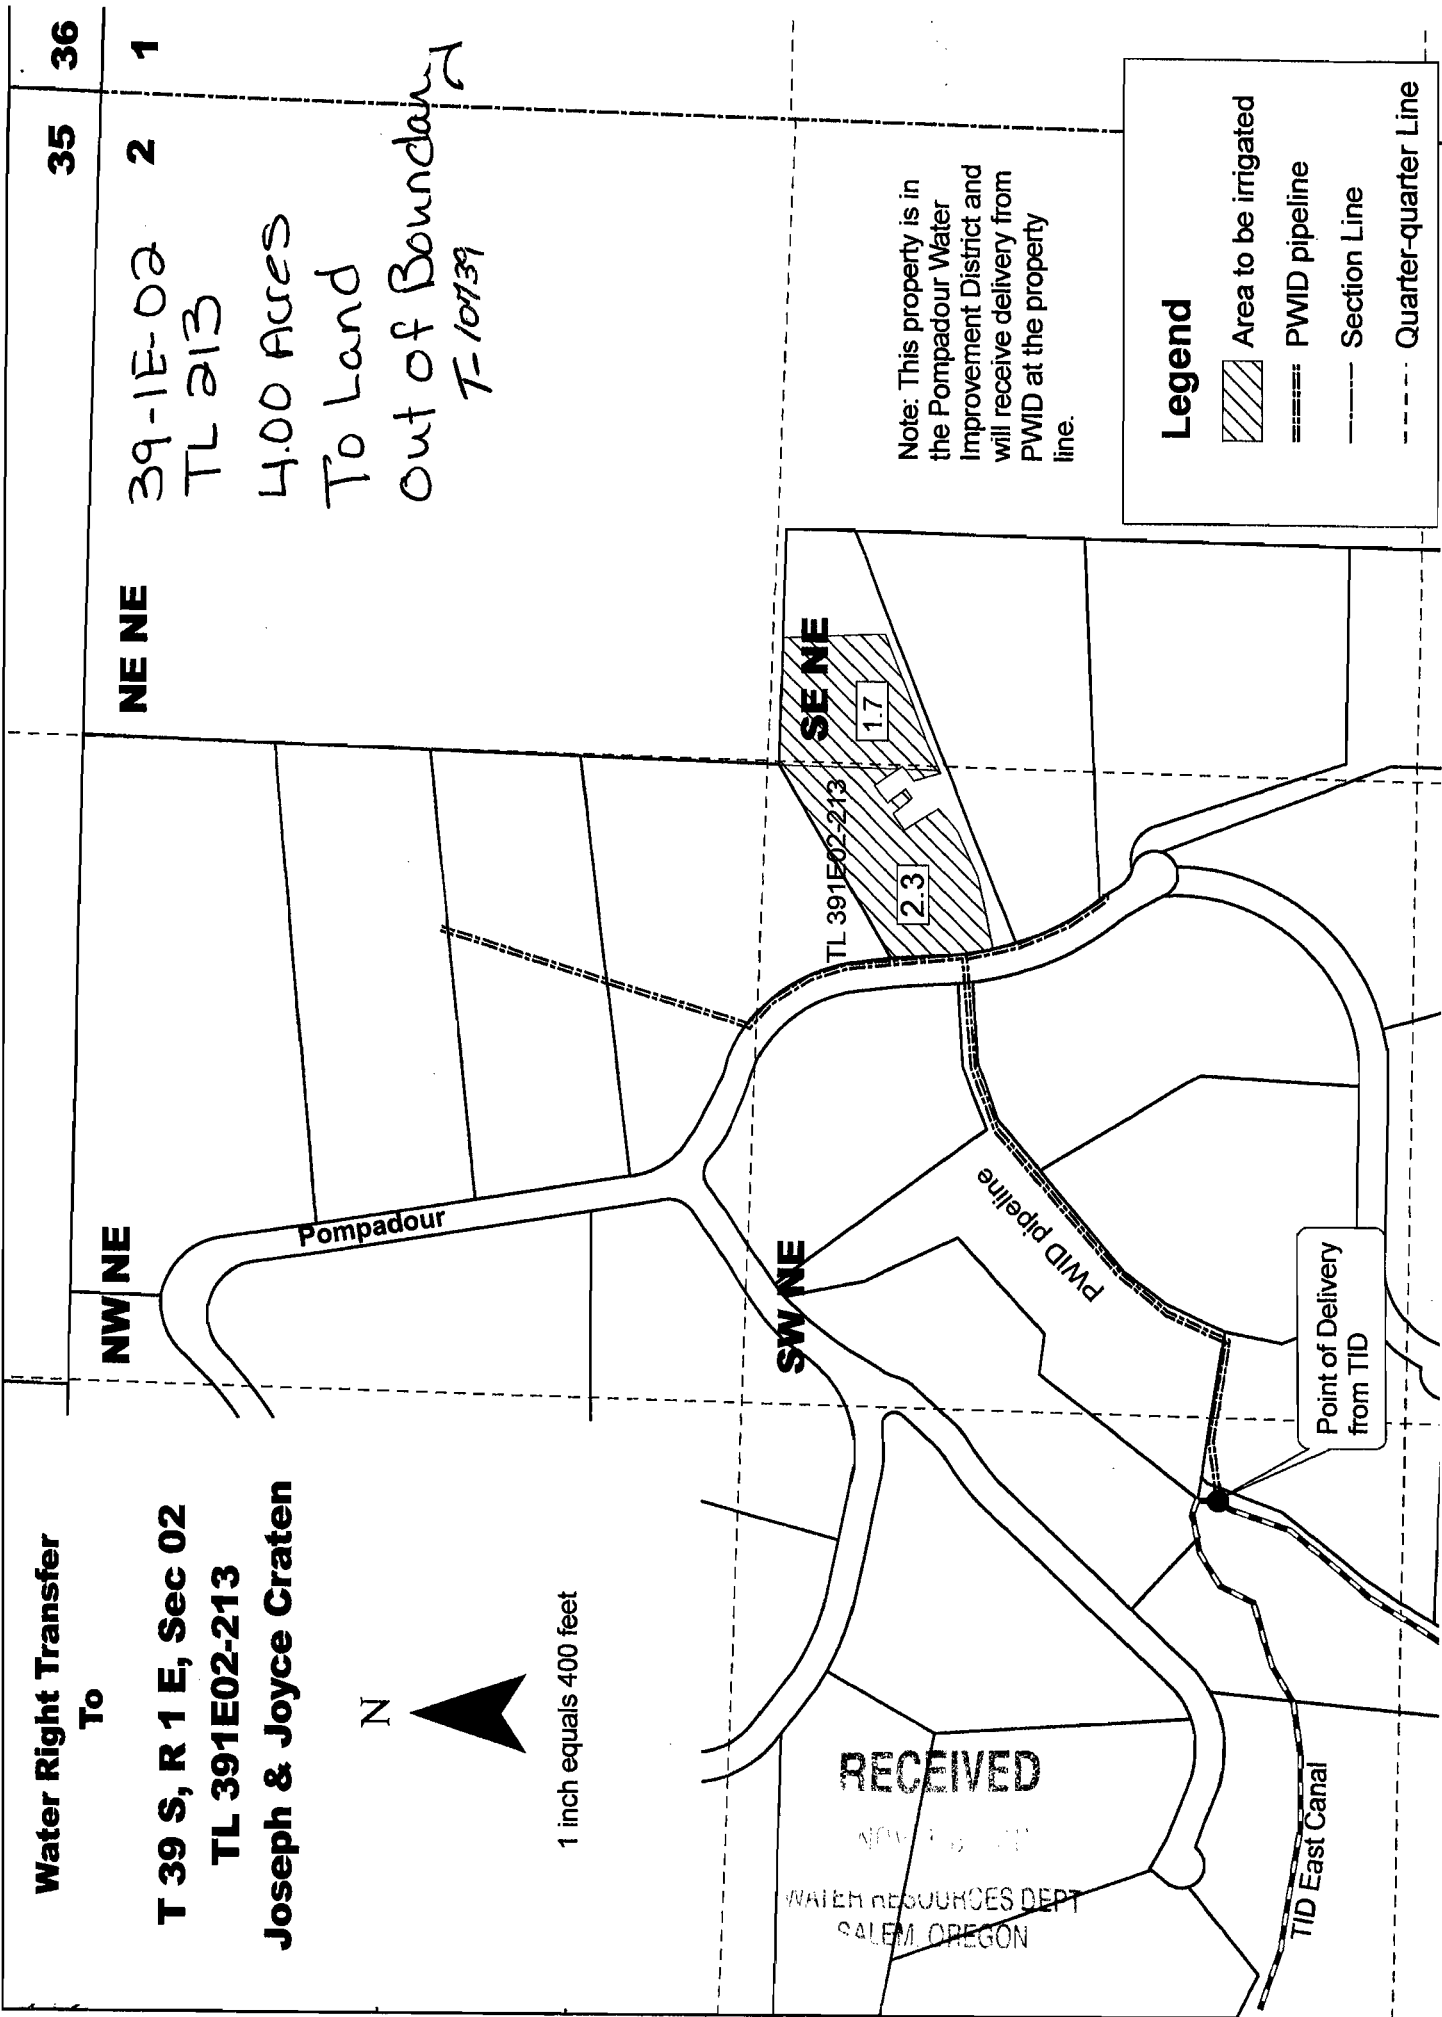 Water Right Transfer
To
T 39 S, R 1 E, Sec 02
TL 391E02-213
Joseph & Joyce Craten
N
1 inch equals 400 feet
35
36
2
1
39-1E-02
TL 213
4.00 Acres
To Land
Out of Boundary
T-10739
NW NE
NE NE
SW NE
SE NE
Pompadour
TL 391E02-213
2.3
1.7
PWID pipeline
Point of Delivery
from TID
TID East Canal
RECEIVED
WATER RESOURCES DEPT
SALEM, OREGON
Note: This property is in
the Pompadour Water
Improvement District and
will receive delivery from
PWID at the property
line.
Legend
Area to be irrigated
PWID pipeline
Section Line
Quarter-quarter Line